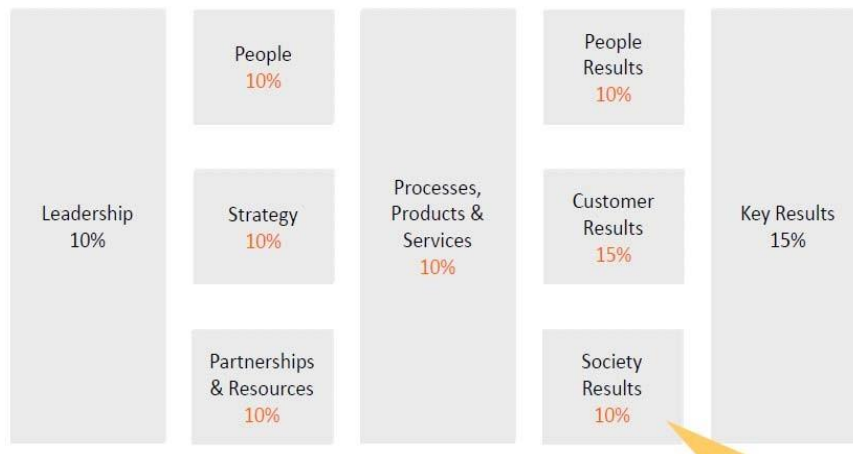 Leadership
10%
People
10%
Strategy
10%
Partnerships
& Resources
10%
Processes,
Products &
Services
10%
People
Results
10%
Customer
Results
15%
Society
Results
10%
Key Results
15%